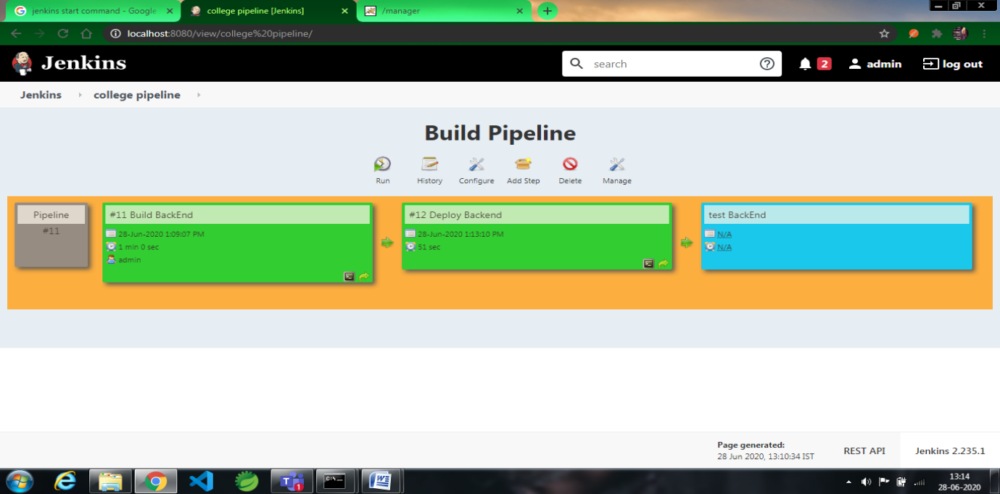 jenkins start command - Google
college pipeline [Jenkins]
/manager
localhost:8080/view/college%20pipeline/
Jenkins
search
2
admin
log out
Jenkins
college pipeline
Build Pipeline
Run
History
Configure
Add Step
Delete
Manage
Pipeline
#11
#11 Build BackEnd
28-Jun-2020 1:09:07 PM
1 min 0 sec
admin
#12 Deploy Backend
28-Jun-2020 1:13:10 PM
51 sec
test BackEnd
N/A
N/A
Page generated:
28 Jun 2020, 13:10:34 IST
REST API
Jenkins 2.235.1
1
13:14
28-06-2020